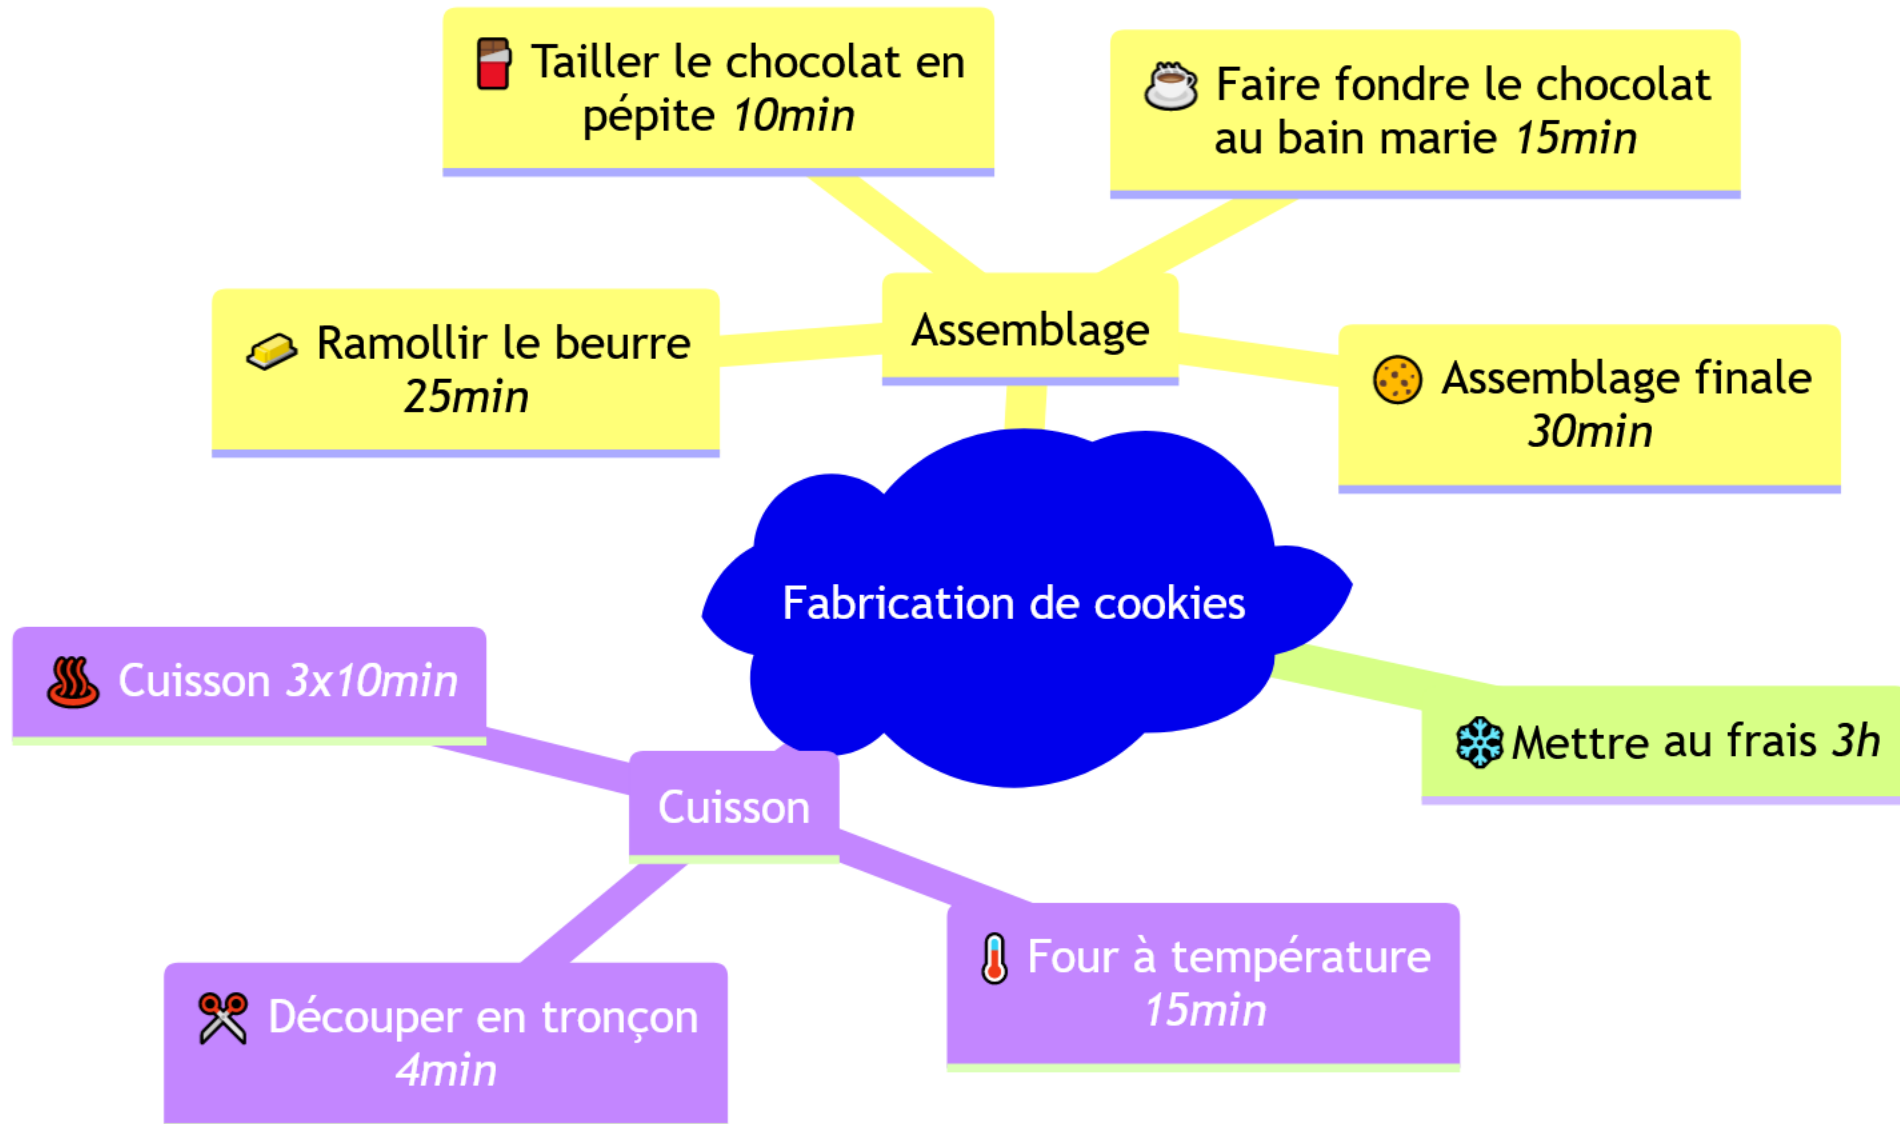 Tailler le chocolat en
pépite 10min
Faire fondre le chocolat
au bain marie 15min
Ramollir le beurre
25min
Assemblage
Assemblage finale
30min
Fabrication de cookies
Cuisson 3x10min
Mettre au frais 3h
Cuisson
Four à température
15min
Découper en tronçon
4min